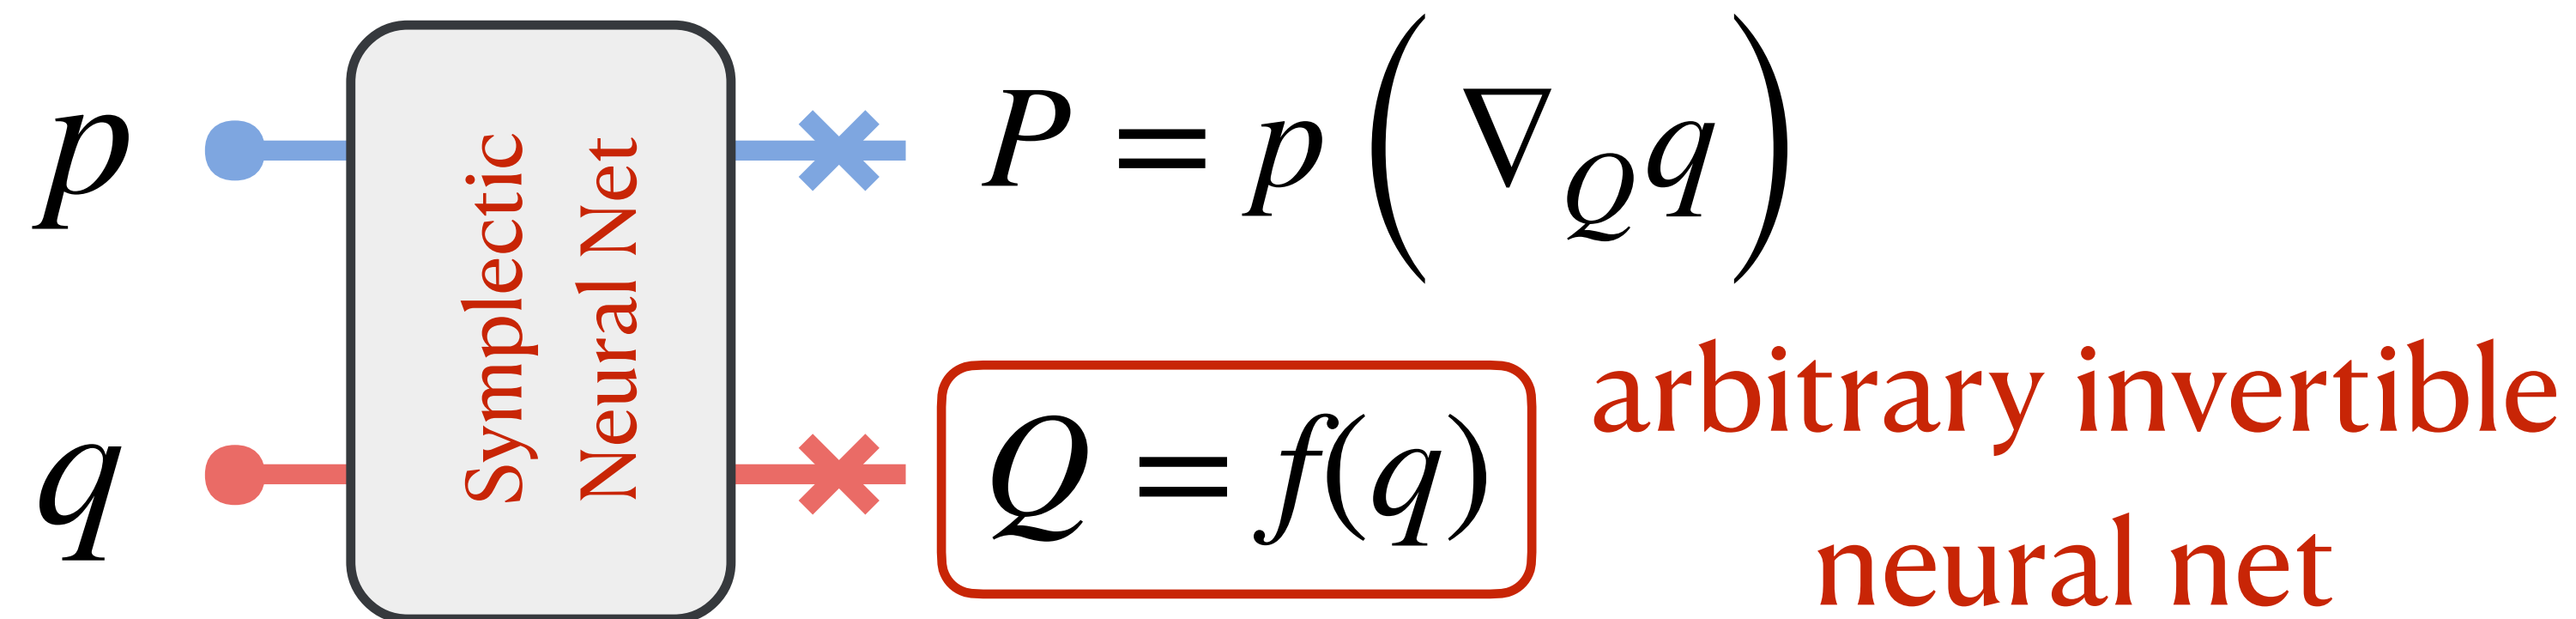 p
Symplectic
Neural Net
P = p (∇_Q q)
q
Q = f(q)
arbitrary invertible
neural net